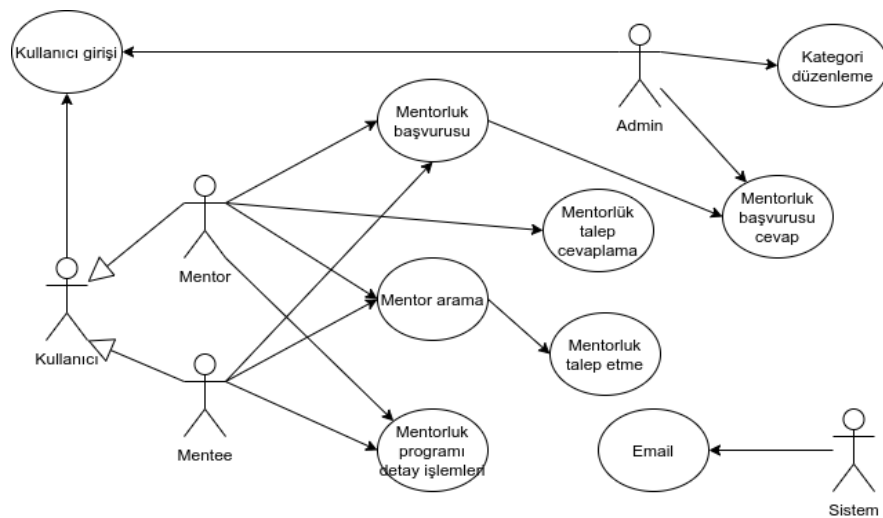 Kullanıcı girişi
Kategori
düzenleme
Admin
Mentorluk
başvurusu
Mentorluk
başvurusu
cevap
Mentorlük
talep
cevaplama
Mentor
Mentor arama
Kullanıcı
Mentorluk
talep etme
Mentee
Mentorluk
programı
detay işlemleri
Email
Sistem